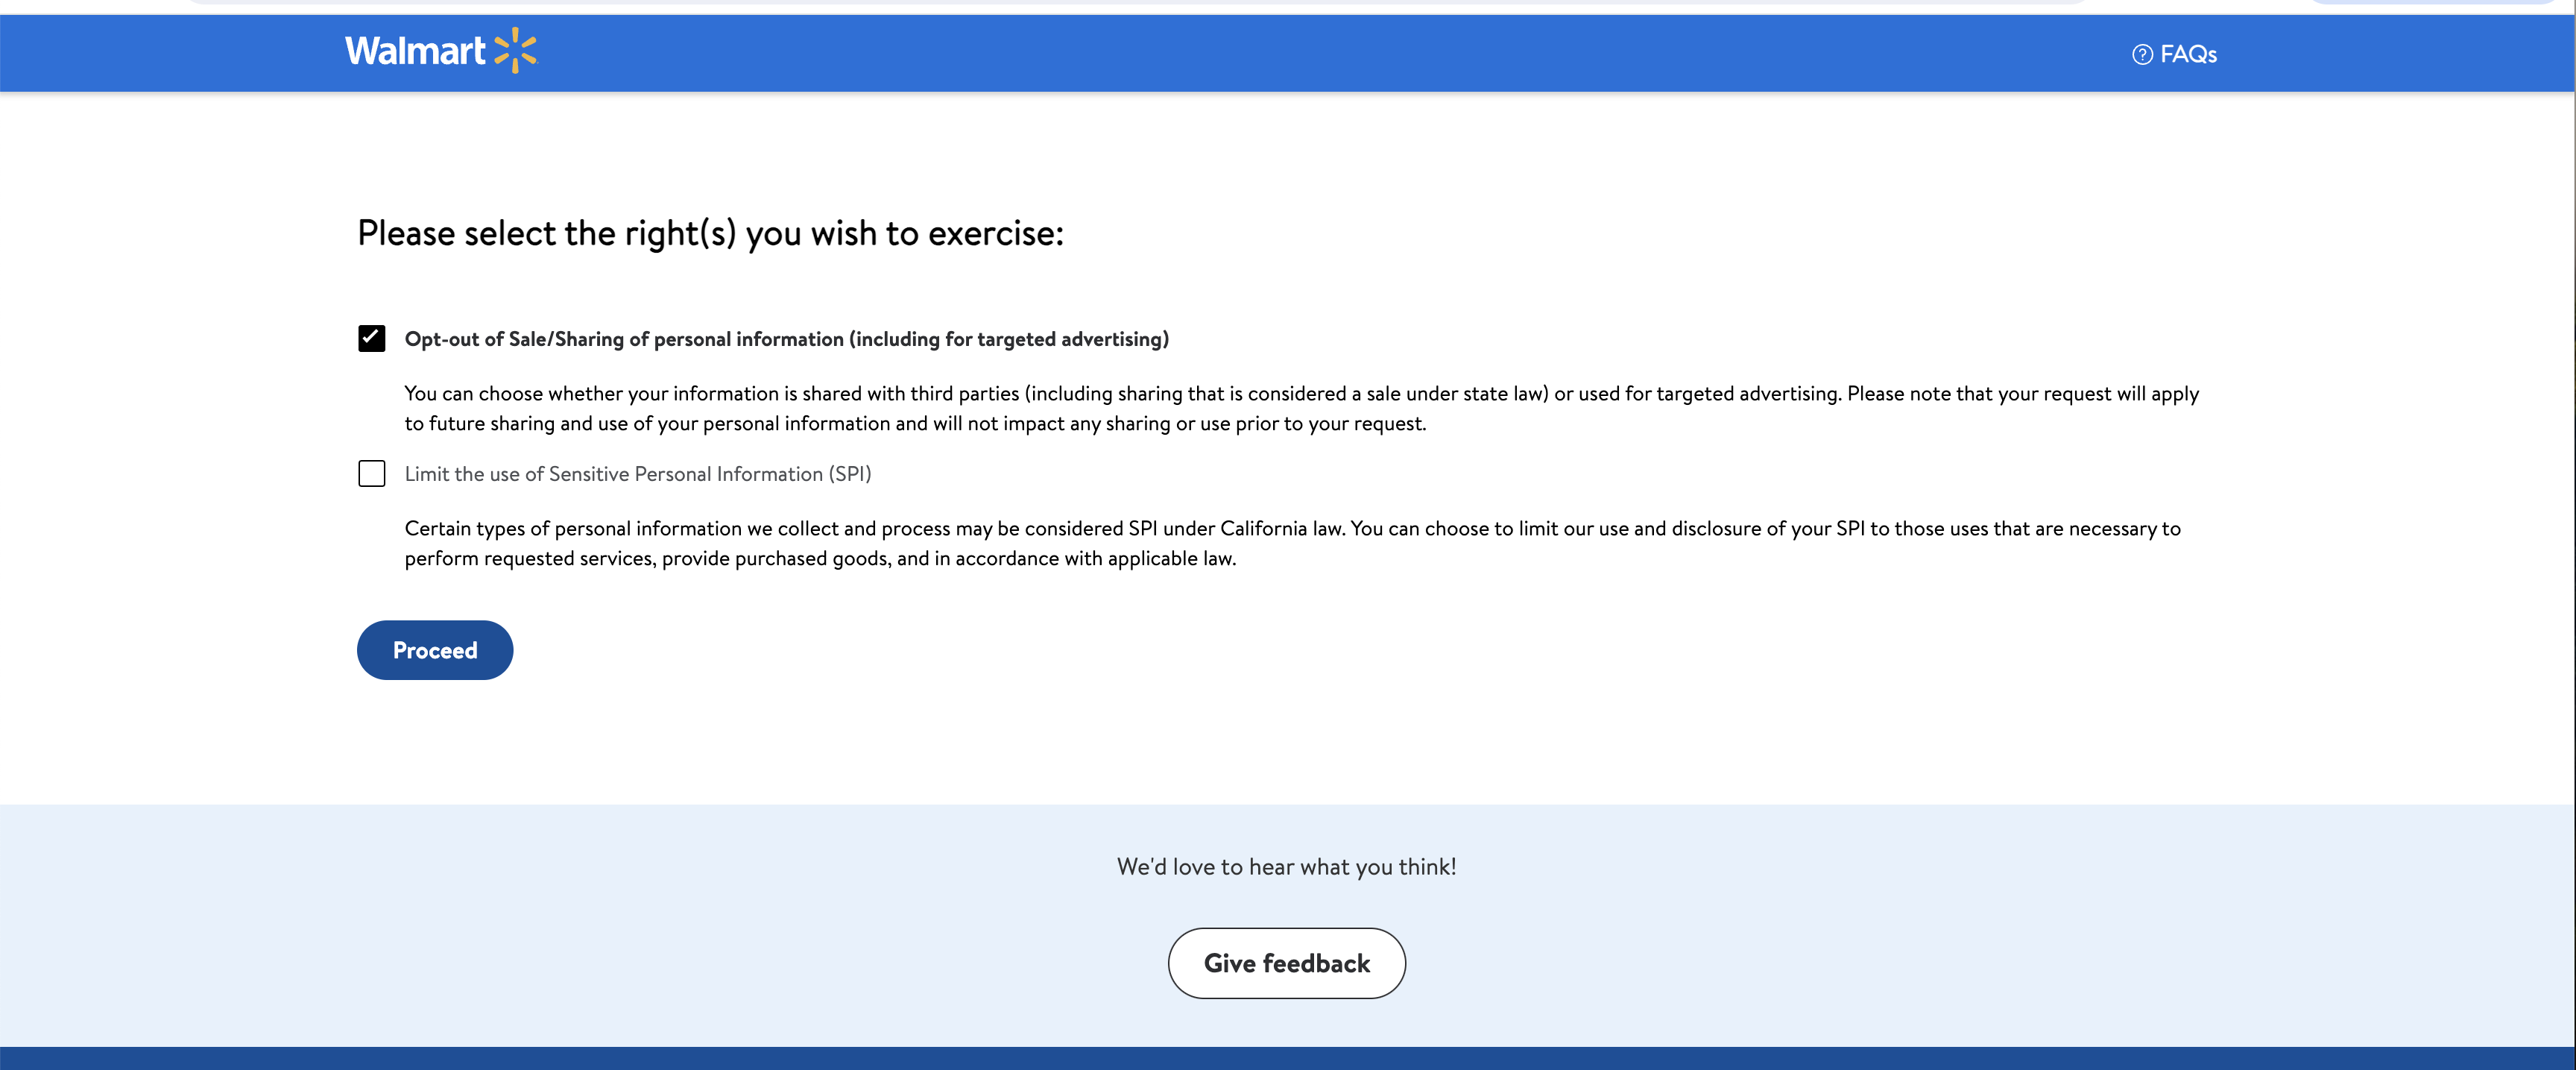 Walmart
FAQs
Please select the right(s) you wish to exercise:
Opt-out of Sale/Sharing of personal information (including for targeted advertising)
You can choose whether your information is shared with third parties (including sharing that is considered a sale under state law) or used for targeted advertising. Please note that your request will apply
to future sharing and use of your personal information and will not impact any sharing or use prior to your request.
Limit the use of Sensitive Personal Information (SPI)
Certain types of personal information we collect and process may be considered SPI under California law. You can choose to limit our use and disclosure of your SPI to those uses that are necessary to
perform requested services, provide purchased goods, and in accordance with applicable law.
Proceed
We'd love to hear what you think!
Give feedback